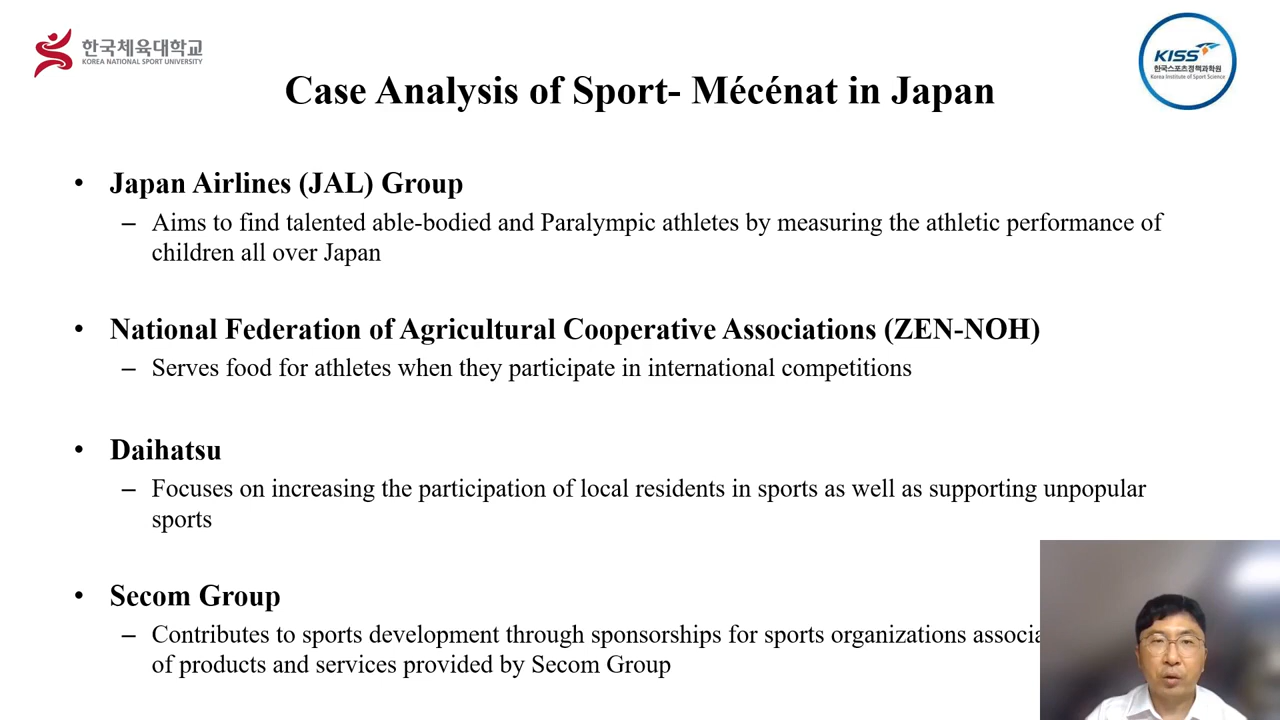 한국체육대학교
KOREA NATIONAL SPORT UNIVERSITY
KISS
한국스포츠정책과학원
Korea Institute of Sport Science
Case Analysis of Sport- Mécénat in Japan
• Japan Airlines (JAL) Group
– Aims to find talented able-bodied and Paralympic athletes by measuring the athletic performance of
children all over Japan
• National Federation of Agricultural Cooperative Associations (ZEN-NOH)
– Serves food for athletes when they participate in international competitions
• Daihatsu
– Focuses on increasing the participation of local residents in sports as well as supporting unpopular
sports
• Secom Group
– Contributes to sports development through sponsorships for sports organizations
of products and services provided by Secom Group